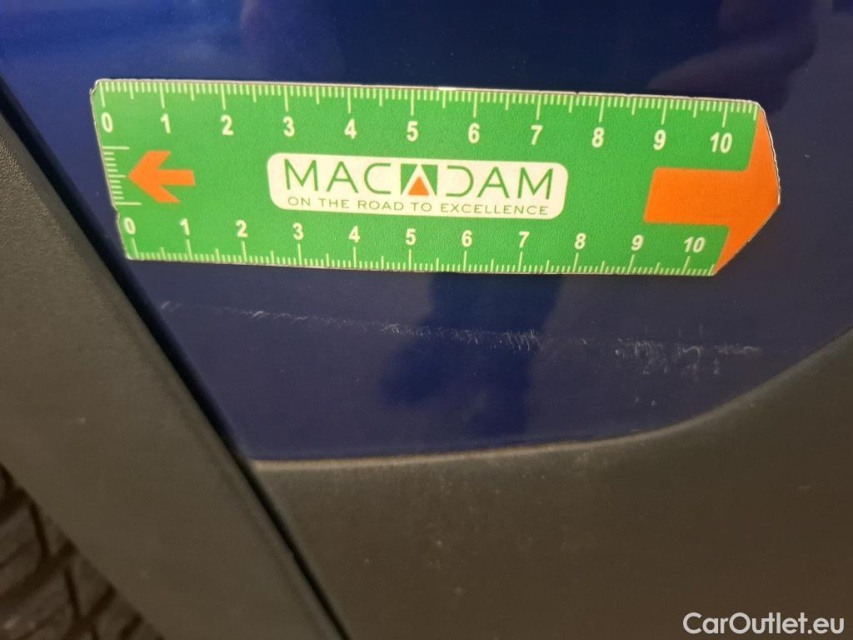 0 1 2 3 4 5 6 7 8 9 10
MACADAM
ON THE ROAD TO EXCELLENCE
0 1 2 3 4 5 6 7 8 9 10
CarOutlet.eu